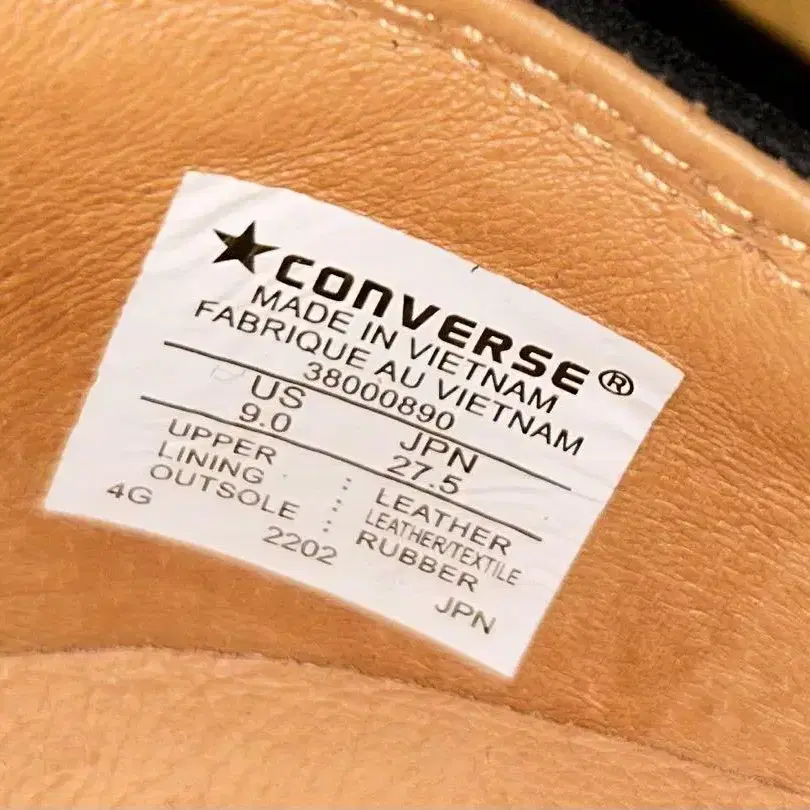 ★CONVERSE®
MADE IN VIETNAM
FABRIQUE AU VIETNAM
38000890
US JPN
9.0 27.5
UPPER : LEATHER
LINING : LEATHER/TEXTILE
OUTSOLE : RUBBER
4G 2202 JPN